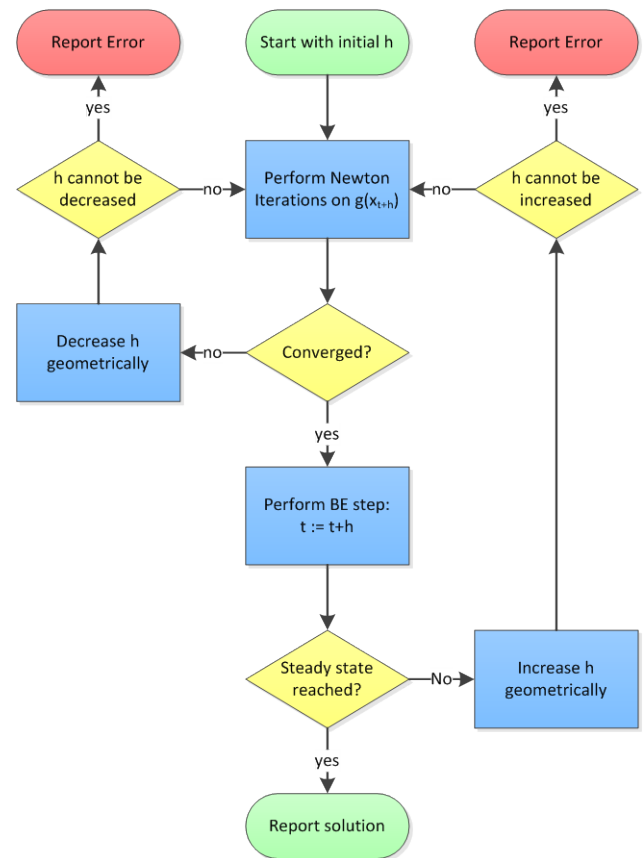 Report Error
Start with initial h
Report Error
yes
yes
h cannot be
decreased
no
Perform Newton
Iterations on g(xₜ₊ₕ)
no
h cannot be
increased
Decrease h
geometrically
no
Converged?
yes
Perform BE step:
t := t+h
Steady state
reached?
No
Increase h
geometrically
yes
Report solution